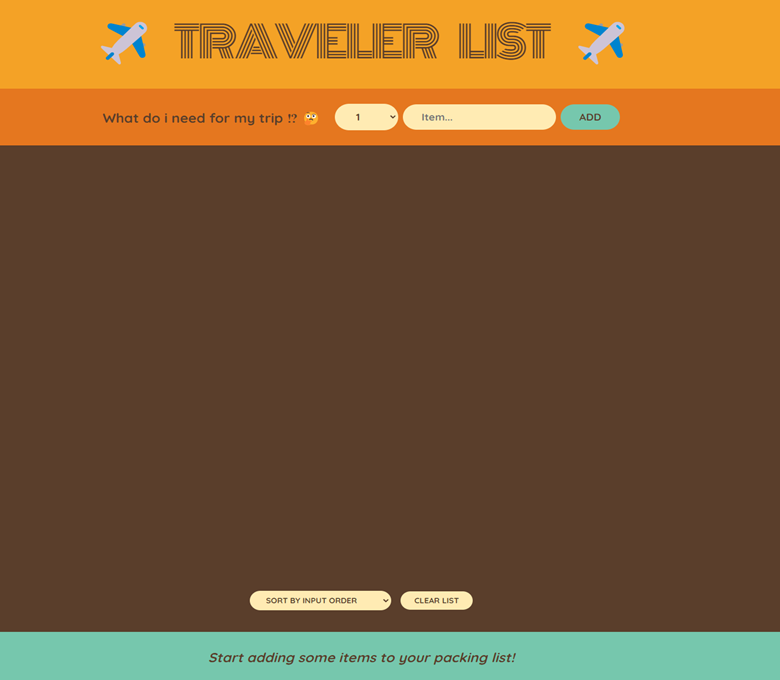 TRAVELER LIST
What do i need for my trip !? 🤔 1 Item... ADD
SORT BY INPUT ORDER CLEAR LIST
Start adding some items to your packing list!